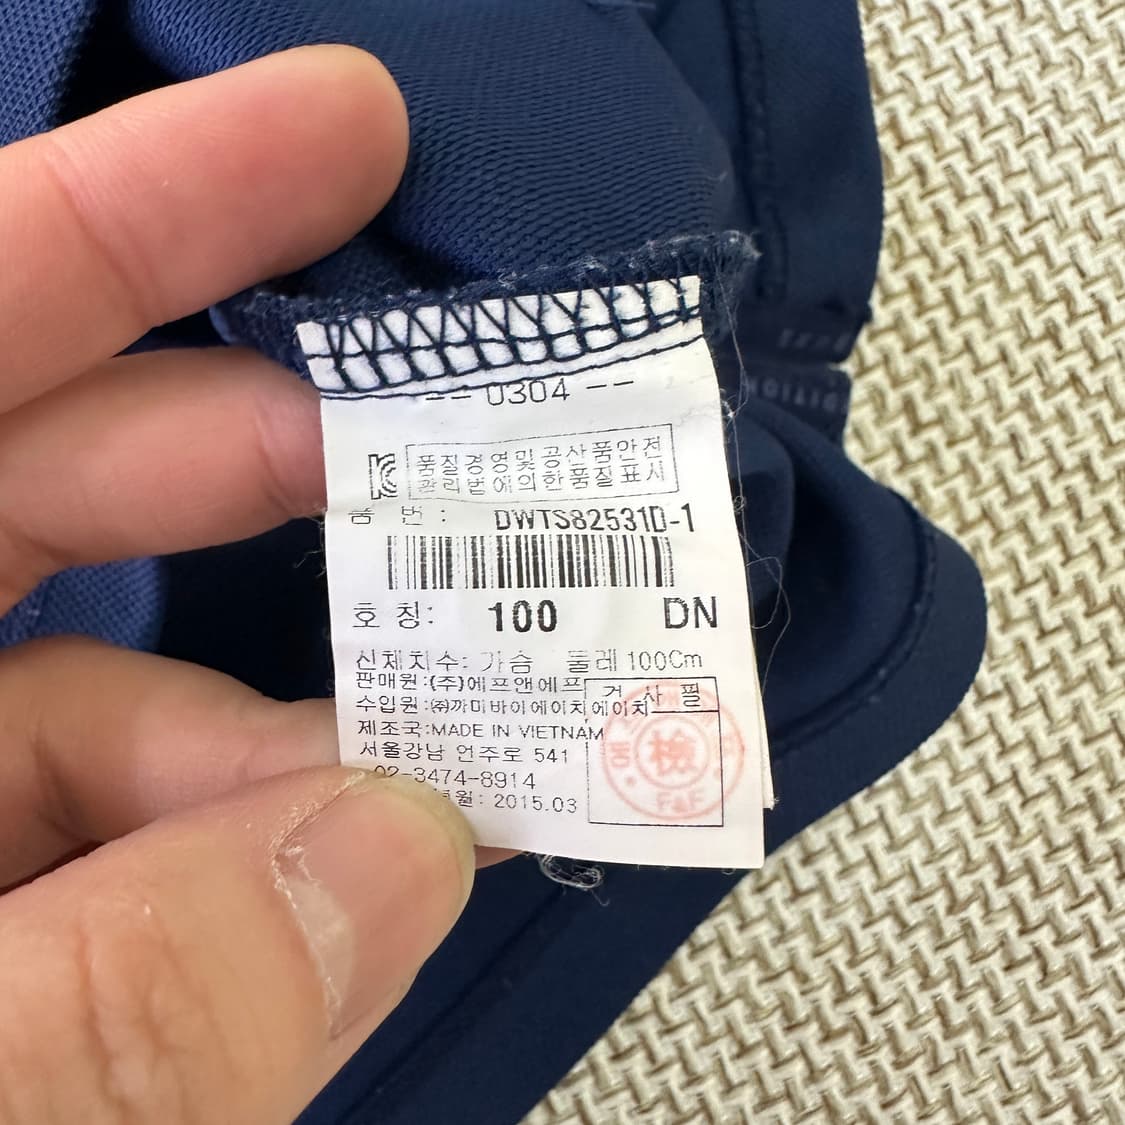 -- 0304 --
품질경영및공산품안전
관리법에의한품질표시
품 번 : DWTS82531D-1
호 칭: 100 DN
신체치수: 가슴 둘레 100Cm
판매원:(주)에프앤에프
수입원:㈜까미바이에이치에이치
제조국:MADE IN VIETNAM
서울강남 언주로 541
02-3474-8914
월: 2015.03
검 사 필
檢
F&F